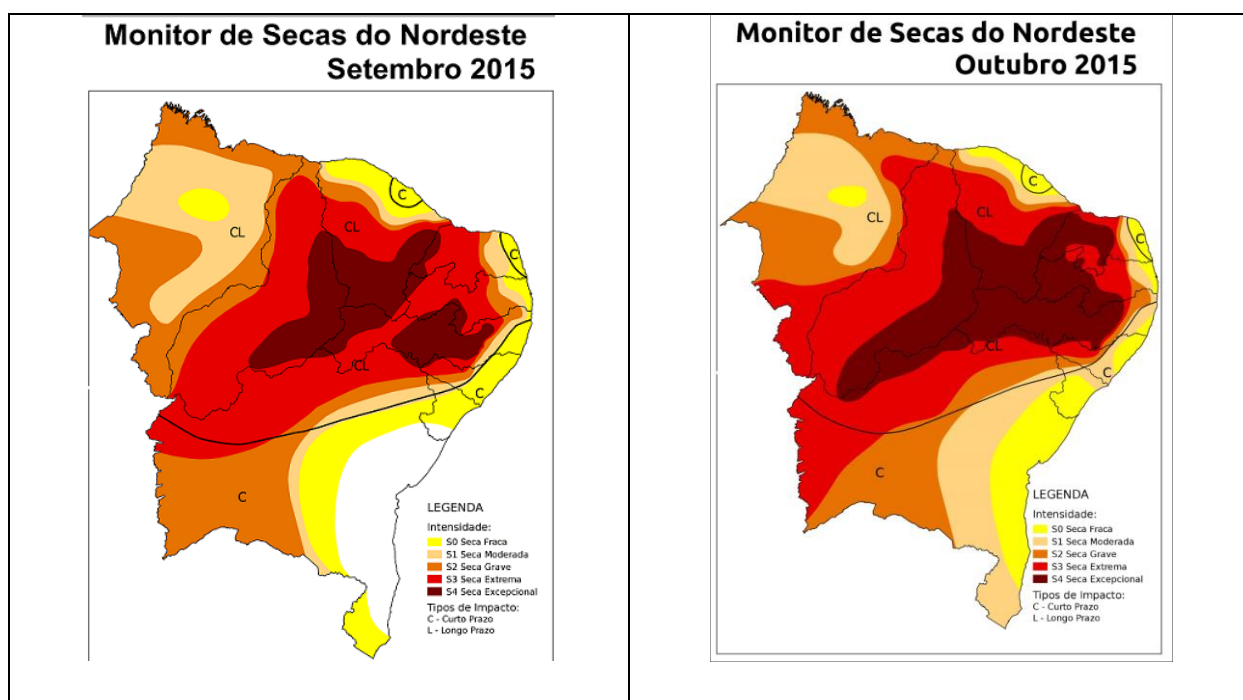 Monitor de Secas do Nordeste
Setembro 2015
C
CL
CL
C
CL
C
C
LEGENDA
Intensidade:
S0 Seca Fraca
S1 Seca Moderada
S2 Seca Grave
S3 Seca Extrema
S4 Seca Excepcional
Tipos de Impacto:
C - Curto Prazo
L - Longo Prazo
Monitor de Secas do Nordeste
Outubro 2015
C
CL
CL
C
CL
C
C
LEGENDA
Intensidade:
S0 Seca Fraca
S1 Seca Moderada
S2 Seca Grave
S3 Seca Extrema
S4 Seca Excepcional
Tipos de Impacto:
C - Curto Prazo
L - Longo Prazo